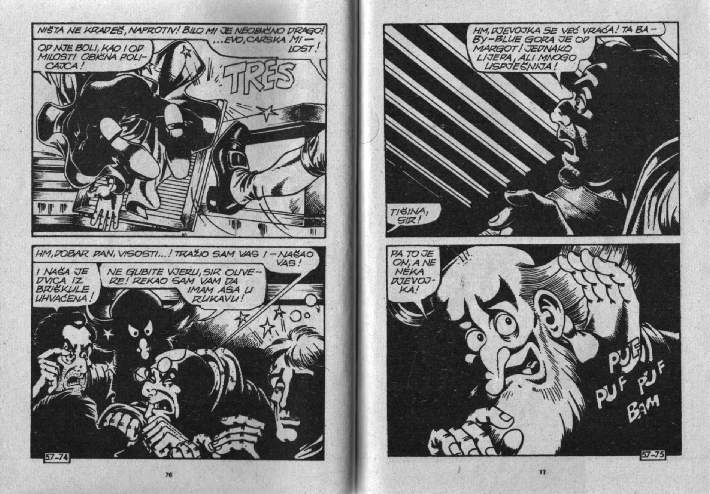 NIŠTA NE KRADEŠ, NAPROTIV! BILO MI JE NEOBIČNO DRAGO!
...EVO, CARSKA MI-
LOST!
OD NJE BOLI, KAO I OD
MILOSTI OBIČNA POLI-
CAJCA!
TRES
HM, DOBAR DAN, VISOSTI...! TRAŽIO SAM VAS I – NAŠAO
VAS!
I NAŠA JE
DVICA IZ
BRIŠKULE
UHVAĆENA!
NE GUBITE VJERU, SIR OLIVE-
RE! REKAO SAM VAM DA
IMAM ASA U
RUKAVU!
57-74
76
HM, DJEVOJKA SE VEĆ VRAĆA! TA BA-
BY-BLUE GORA JE OD
MARGOT! JEDNAKO
LIJEPA, ALI MNOGO
USPJEŠNIJA!
TIŠINA,
SIR!
PA TO JE
ON, A NE
NEKA
DJEVOJ-
KA!
PUF
PUF PUF
BAM
57-75
77